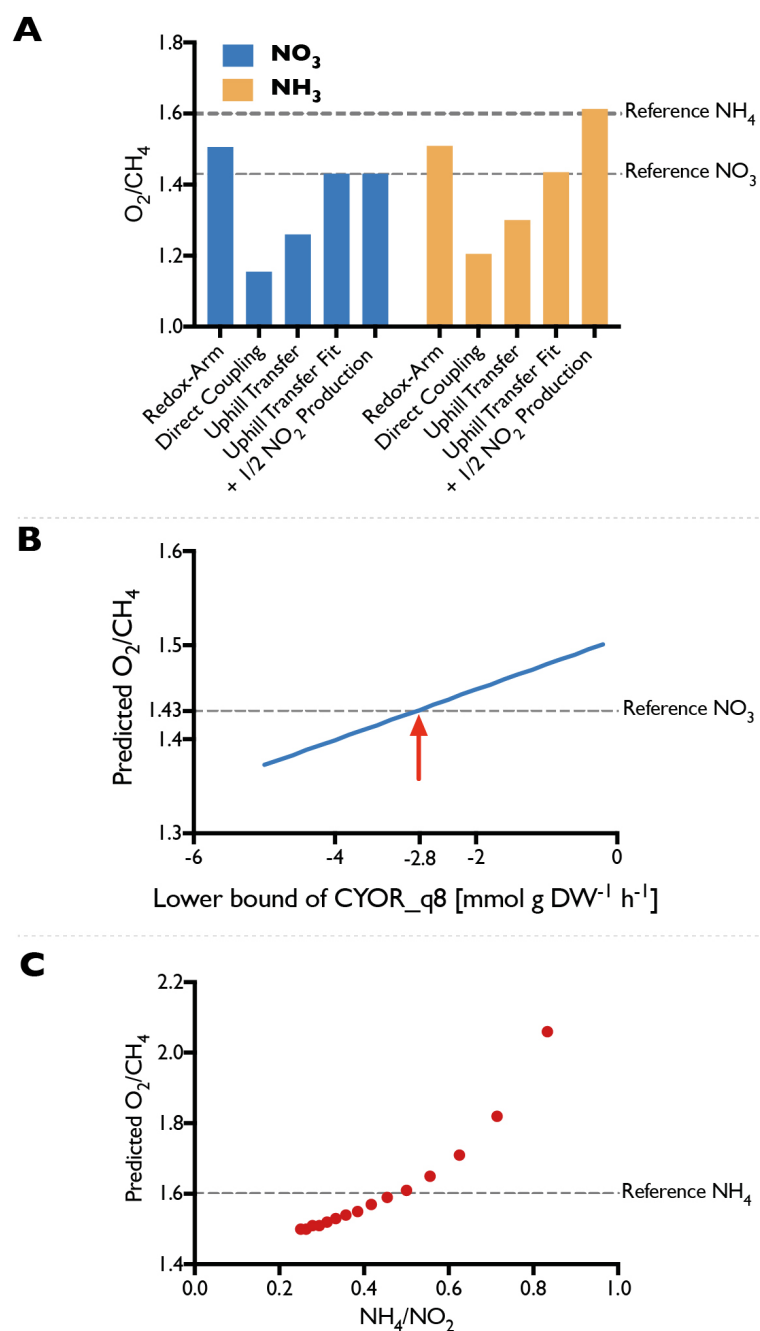 A
1.8
1.6
1.4
1.2
1.0
O2/CH4
NO3
NH3
Reference NH4
Reference NO3
Redox-Arm
Direct Coupling
Uphill Transfer
Uphill Transfer Fit
+ 1/2 NO2 Production
Redox-Arm
Direct Coupling
Uphill Transfer
Uphill Transfer Fit
+ 1/2 NO2 Production
B
1.6
1.5
1.43
1.4
1.3
Predicted O2/CH4
Reference NO3
-6
-4
-2.8
-2
0
Lower bound of CYOR_q8 [mmol g DW-1 h-1]
C
2.2
2.0
1.8
1.6
1.4
Predicted O2/CH4
Reference NH4
0.0
0.2
0.4
0.6
0.8
1.0
NH4/NO2